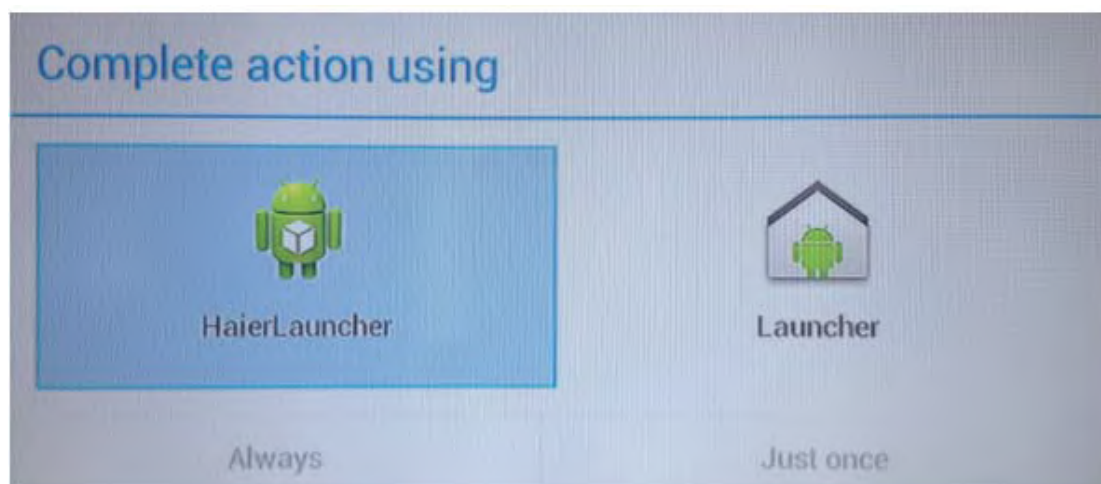 Complete action using
HaierLauncher
Launcher
Always
Just once